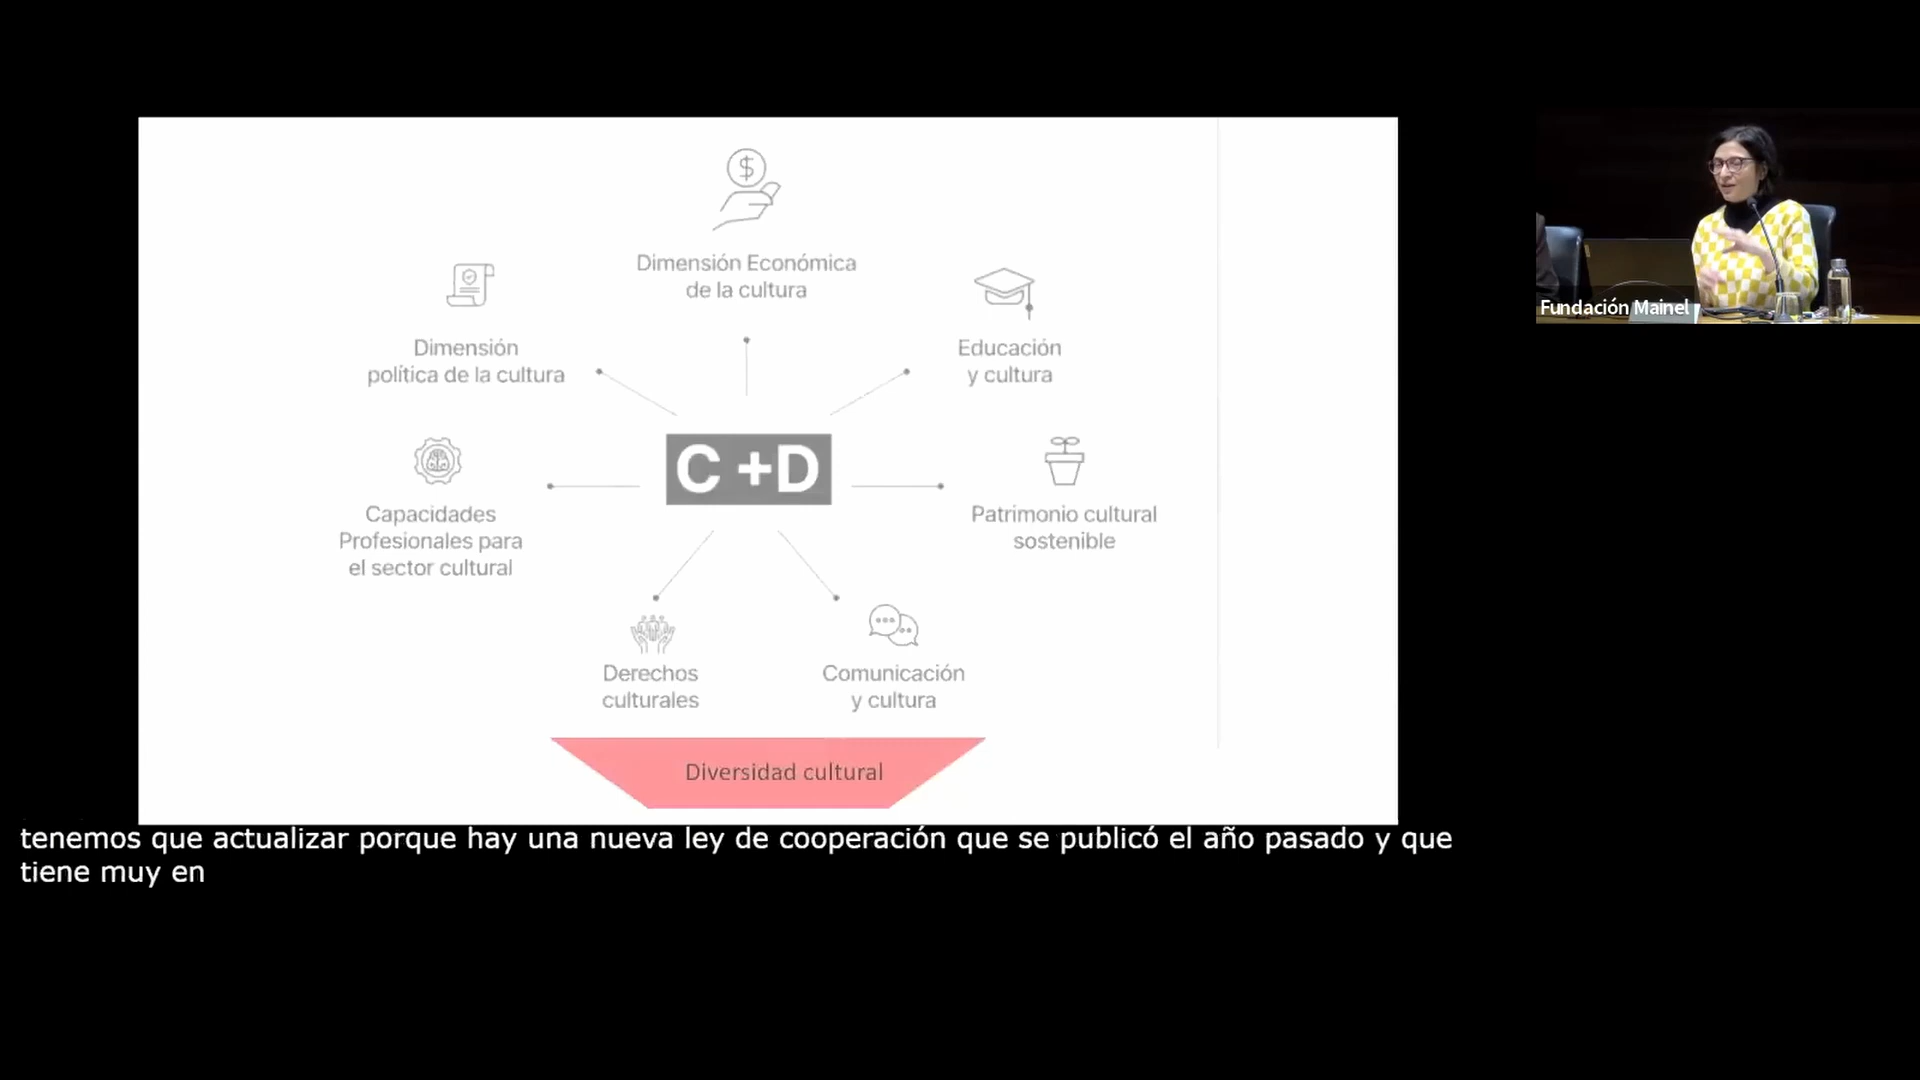 Dimensión Económica
de la cultura
Dimensión
política de la cultura
Educación
y cultura
C +D
Capacidades
Profesionales para
el sector cultural
Patrimonio cultural
sostenible
Derechos
culturales
Comunicación
y cultura
Diversidad cultural
Fundación Mainel
tenemos que actualizar porque hay una nueva ley de cooperación que se publicó el año pasado y que
tiene muy en